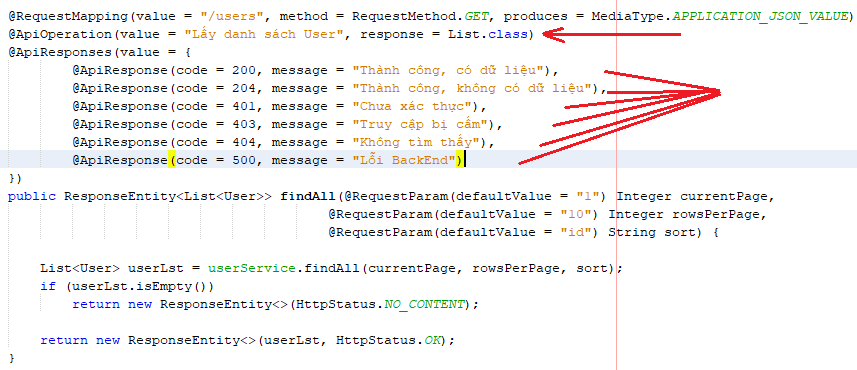 @RequestMapping(value = "/users", method = RequestMethod.GET, produces = MediaType.APPLICATION_JSON_VALUE)
@ApiOperation(value = "Lấy danh sách User", response = List.class)
@ApiResponses(value = {
        @ApiResponse(code = 200, message = "Thành công, có dữ liệu"),
        @ApiResponse(code = 204, message = "Thành công, không có dữ liệu"),
        @ApiResponse(code = 401, message = "Chưa xác thực"),
        @ApiResponse(code = 403, message = "Truy cập bị cấm"),
        @ApiResponse(code = 404, message = "Không tìm thấy"),
        @ApiResponse(code = 500, message = "Lỗi BackEnd")
})
public ResponseEntity<List<User>> findAll(@RequestParam(defaultValue = "1") Integer currentPage,
                                        @RequestParam(defaultValue = "10") Integer rowsPerPage,
                                        @RequestParam(defaultValue = "id") String sort) {
    List<User> userLst = userService.findAll(currentPage, rowsPerPage, sort);
    if (userLst.isEmpty())
        return new ResponseEntity<>(HttpStatus.NO_CONTENT);
    return new ResponseEntity<>(userLst, HttpStatus.OK);
}